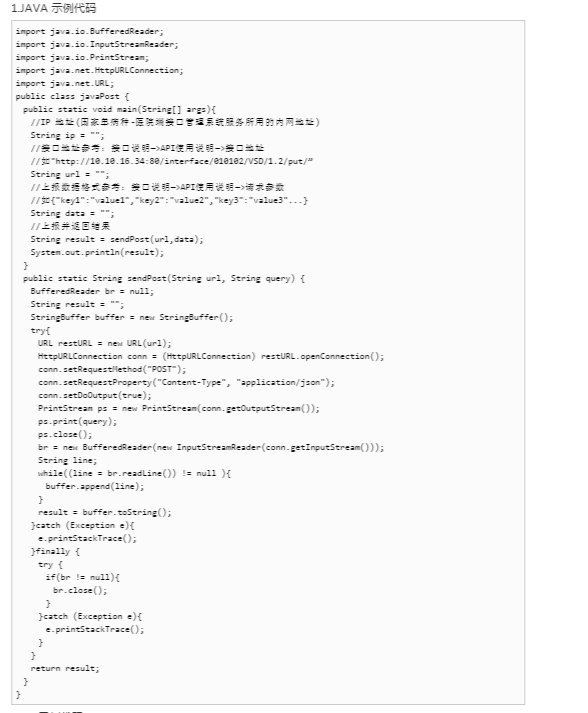 1.JAVA 示例代码
import java.io.BufferedReader;
import java.io.InputStreamReader;
import java.io.PrintStream;
import java.net.HttpURLConnection;
import java.net.URL;
public class javaPost {
public static void main(String[] args){
//IP 地址(国家单病种-医院端接口管理系统服务所用的内网地址)
String ip = "";
//接口地址参考: 接口说明—>API使用说明—>接口地址
//如"http://10.10.16.34:80/interface/010102/VSD/1.2/put/"
String url = "";
//上报数据格式参考: 接口说明—>API使用说明—>请求参数
//如{"key1":"value1","key2":"value2","key3":"value3"...}
String data = "";
//上报并返回结果
String result = sendPost(url,data);
System.out.println(result);
}
public static String sendPost(String url, String query) {
BufferedReader br = null;
String result = "";
StringBuffer buffer = new StringBuffer();
try{
URL restURL = new URL(url);
HttpURLConnection conn = (HttpURLConnection) restURL.openConnection();
conn.setRequestMethod("POST");
conn.setRequestProperty("Content-Type", "application/json");
conn.setDoOutput(true);
PrintStream ps = new PrintStream(conn.getOutputStream());
ps.print(query);
ps.close();
br = new BufferedReader(new InputStreamReader(conn.getInputStream()));
String line;
while((line = br.readLine()) != null ){
buffer.append(line);
}
result = buffer.toString();
}catch (Exception e){
e.printStackTrace();
}finally {
try {
if(br != null){
br.close();
}
}catch (Exception e){
e.printStackTrace();
}
}
return result;
}
}